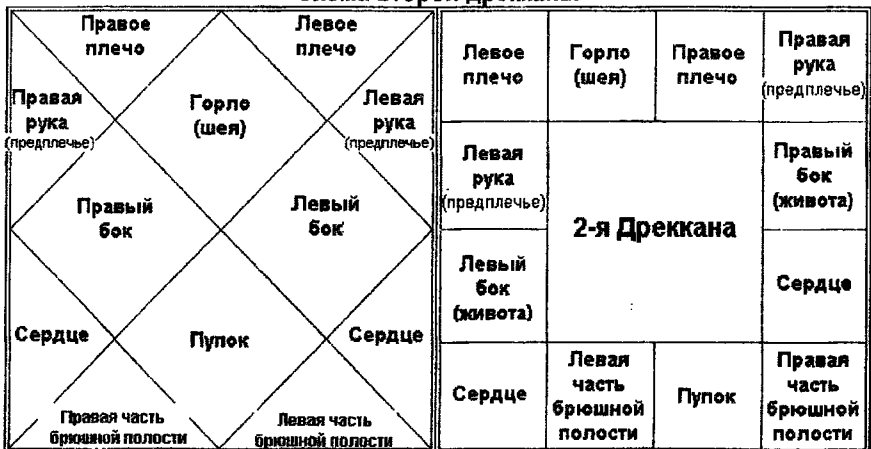 Правое
плечо
Левое
плечо
Правая
рука
(предплечье)
Горло
(шея)
Левая
рука
(предплечье)
Правый
бок
Левый
бок
Сердце
Пупок
Сердце
Правая часть
брюшной полости
Левая часть
брюшной полости
Левое
плечо
Горло
(шея)
Правое
плечо
Правая
рука
(предплечье)
Левая
рука
(предплечье)
2-я Дреккана
Правый
бок
(живота)
Левый
бок
(живота)
Сердце
Сердце
Левая
часть
брюшной
полости
Пупок
Правая
часть
брюшной
полости